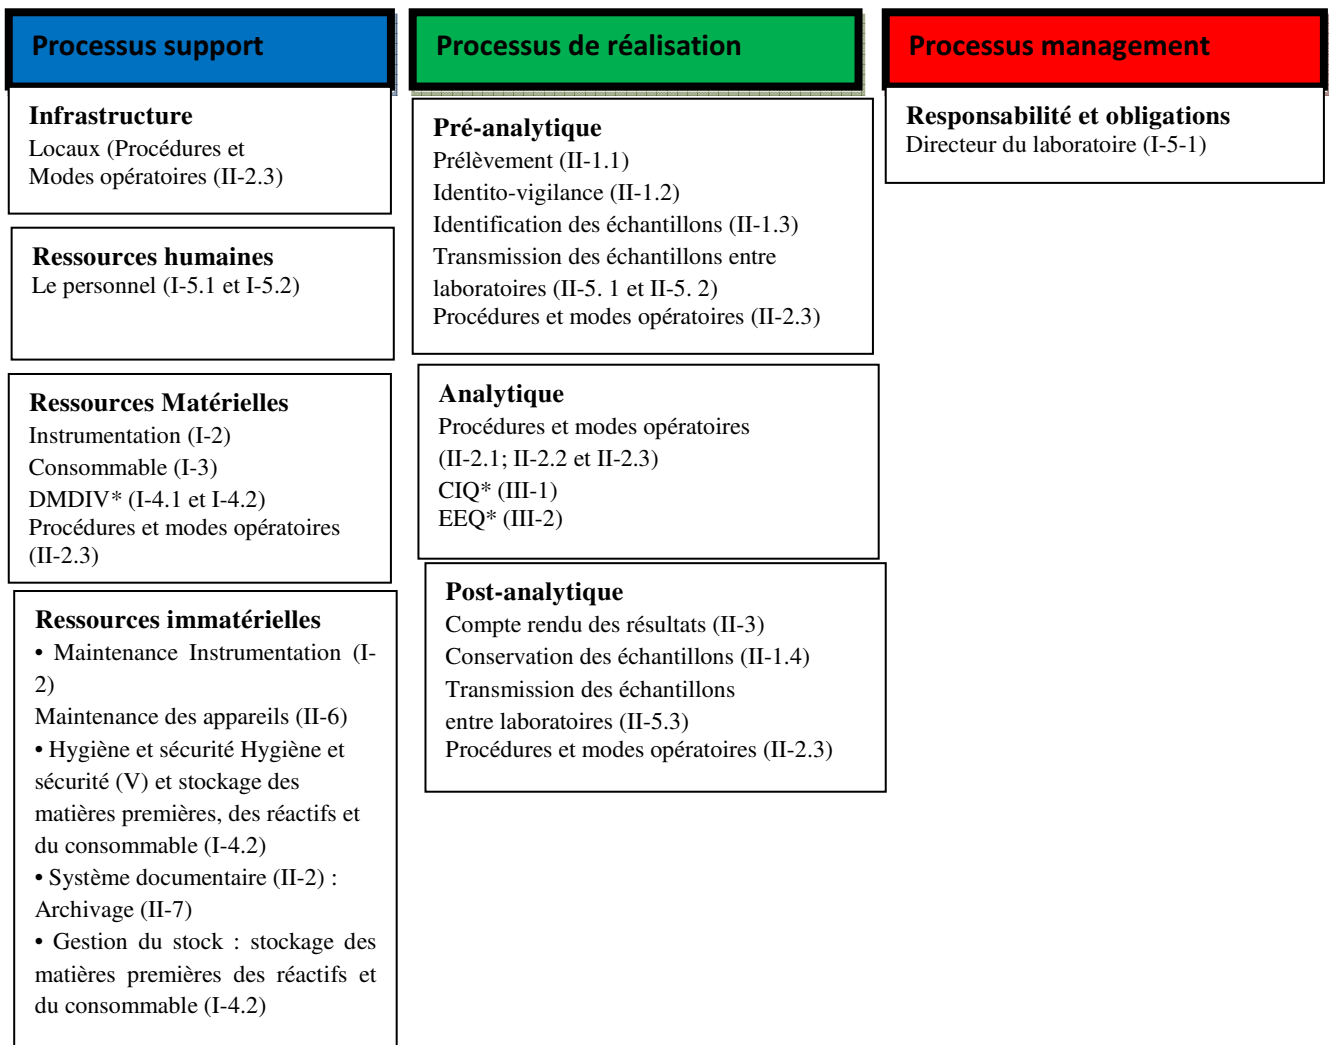 Processus support
Infrastructure
Locaux (Procédures et
Modes opératoires (II-2.3)
Ressources humaines
Le personnel (I-5.1 et I-5.2)
Ressources Matérielles
Instrumentation (I-2)
Consommable (I-3)
DMDIV* (I-4.1 et I-4.2)
Procédures et modes opératoires
(II-2.3)
Ressources immatérielles
• Maintenance Instrumentation (I-
2)
Maintenance des appareils (II-6)
• Hygiène et sécurité Hygiène et
sécurité (V) et stockage des
matières premières, des réactifs et
du consommable (I-4.2)
• Système documentaire (II-2) :
Archivage (II-7)
• Gestion du stock : stockage des
matières premières des réactifs et
du consommable (I-4.2)
Processus de réalisation
Pré-analytique
Prélèvement (II-1.1)
Identito-vigilance (II-1.2)
Identification des échantillons (II-1.3)
Transmission des échantillons entre
laboratoires (II-5. 1 et II-5. 2)
Procédures et modes opératoires (II-2.3)
Analytique
Procédures et modes opératoires
(II-2.1; II-2.2 et II-2.3)
CIQ* (III-1)
EEQ* (III-2)
Post-analytique
Compte rendu des résultats (II-3)
Conservation des échantillons (II-1.4)
Transmission des échantillons
entre laboratoires (II-5.3)
Procédures et modes opératoires (II-2.3)
Processus management
Responsabilité et obligations
Directeur du laboratoire (I-5-1)